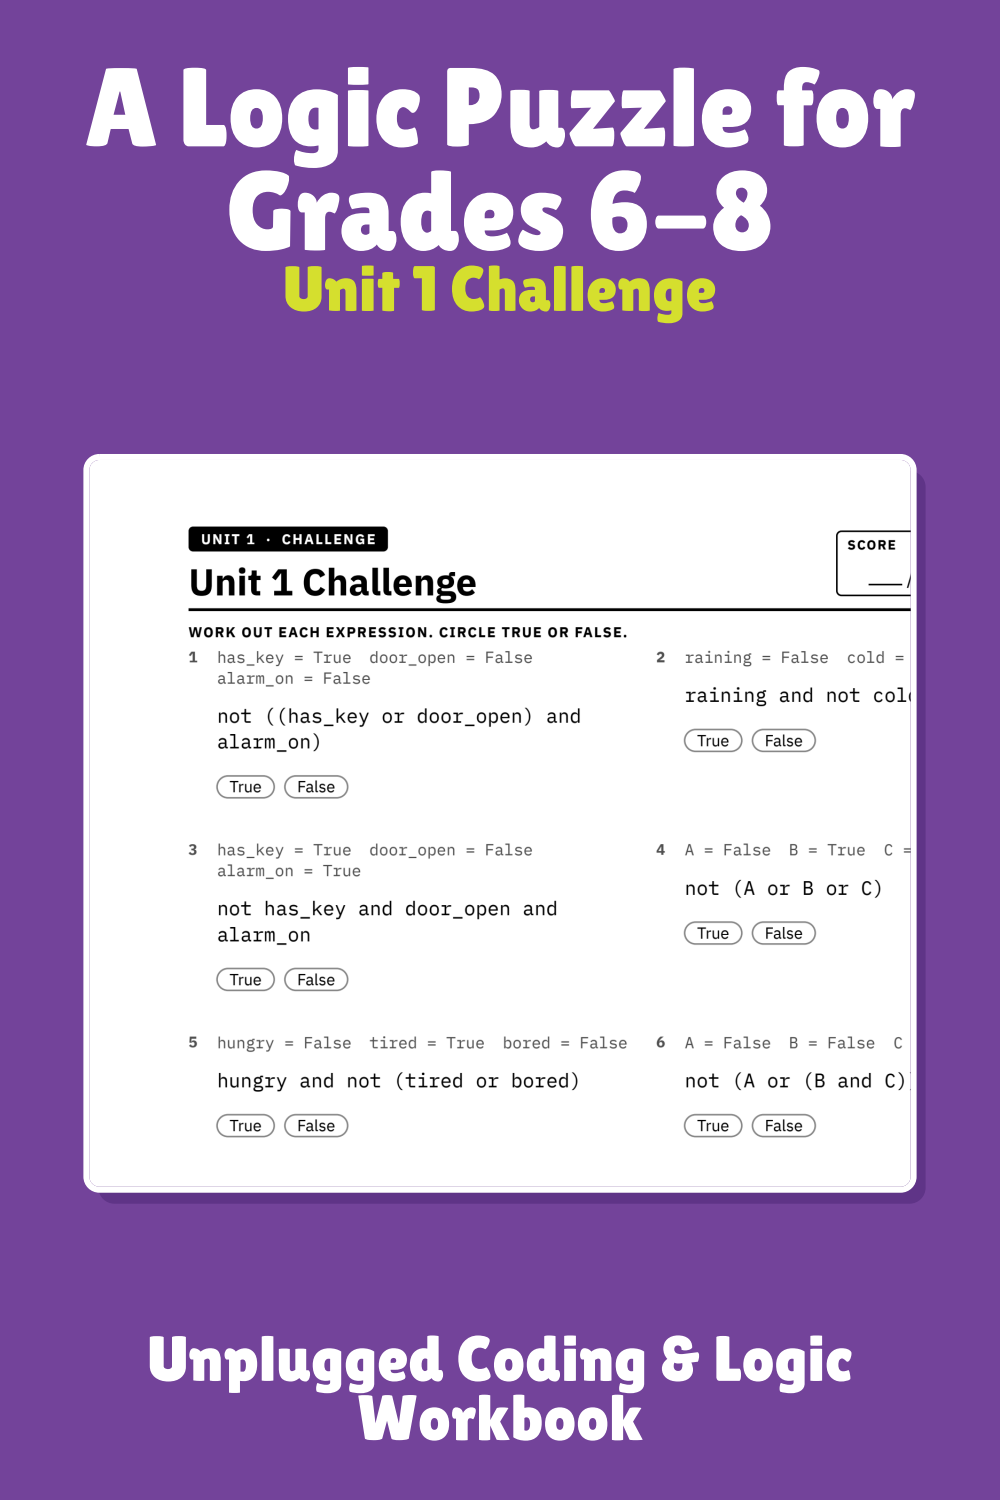 A Logic Puzzle for
Grades 6–8
Unit 1 Challenge
UNIT 1 · CHALLENGE
SCORE
Unit 1 Challenge
___ /
WORK OUT EACH EXPRESSION. CIRCLE TRUE OR FALSE.
1 has_key = True door_open = False
alarm_on = False
not ((has_key or door_open) and
alarm_on)
True False
2 raining = False cold =
raining and not cold
True False
3 has_key = True door_open = False
alarm_on = True
not has_key and door_open and
alarm_on
True False
4 A = False B = True C =
not (A or B or C)
True False
5 hungry = False tired = True bored = False
hungry and not (tired or bored)
True False
6 A = False B = False C
not (A or (B and C))
True False
Unplugged Coding & Logic
Workbook